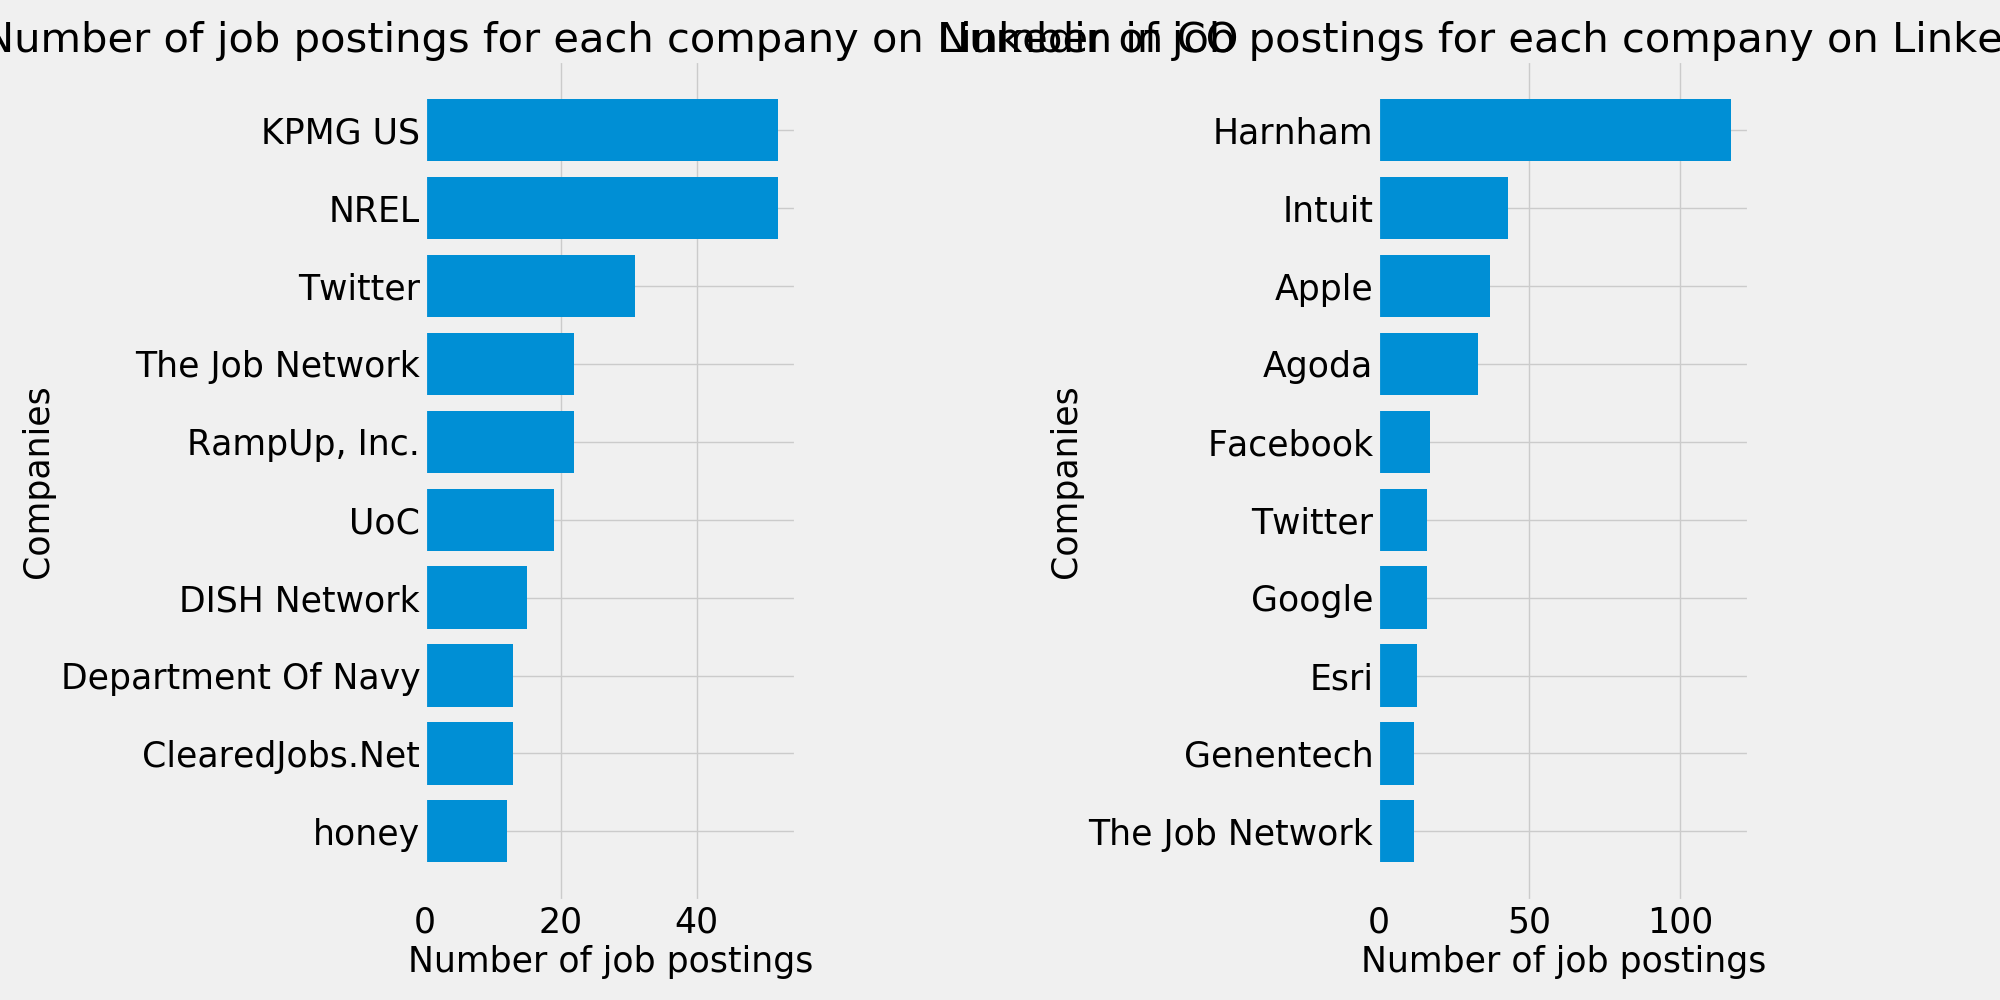 Number of job postings for each company on Linkedin in CO
Number of job postings for each company on Linke
KPMG US
NREL
Twitter
The Job Network
RampUp, Inc.
UoC
DISH Network
Department Of Navy
ClearedJobs.Net
honey
Companies
0 20 40
Number of job postings
Harnham
Intuit
Apple
Agoda
Facebook
Twitter
Google
Esri
Genentech
The Job Network
Companies
0 50 100
Number of job postings